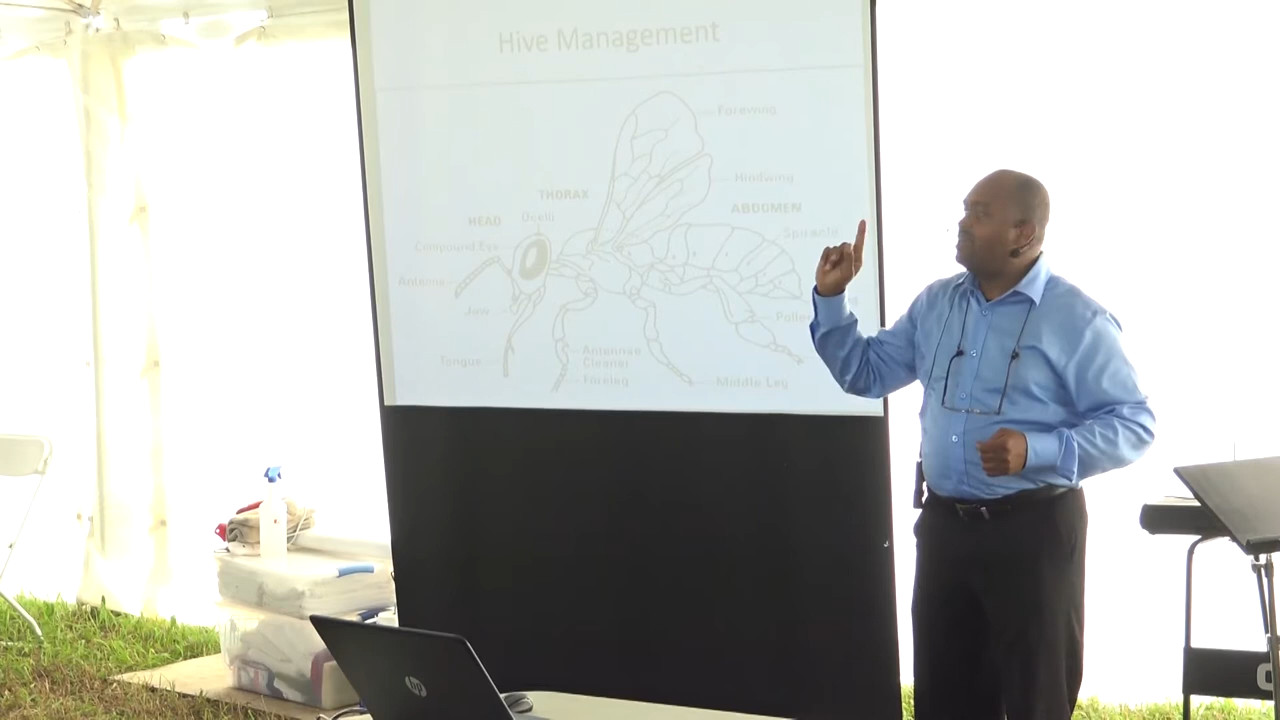 Hive Management
Forewing
Hindwing
THORAX
ABDOMEN
HEAD
Ocelli
Spiracle
Compound Eye
Antenna
Jaw
Tongue
Antennae
Cleaner
Foreleg
Middle Leg
hp